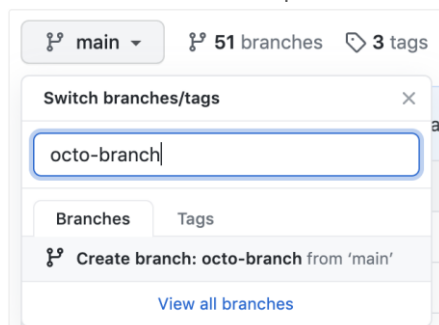 main 51 branches 3 tags
Switch branches/tags
octo-branch
Branches Tags
Create branch: octo-branch from ‘main’
View all branches